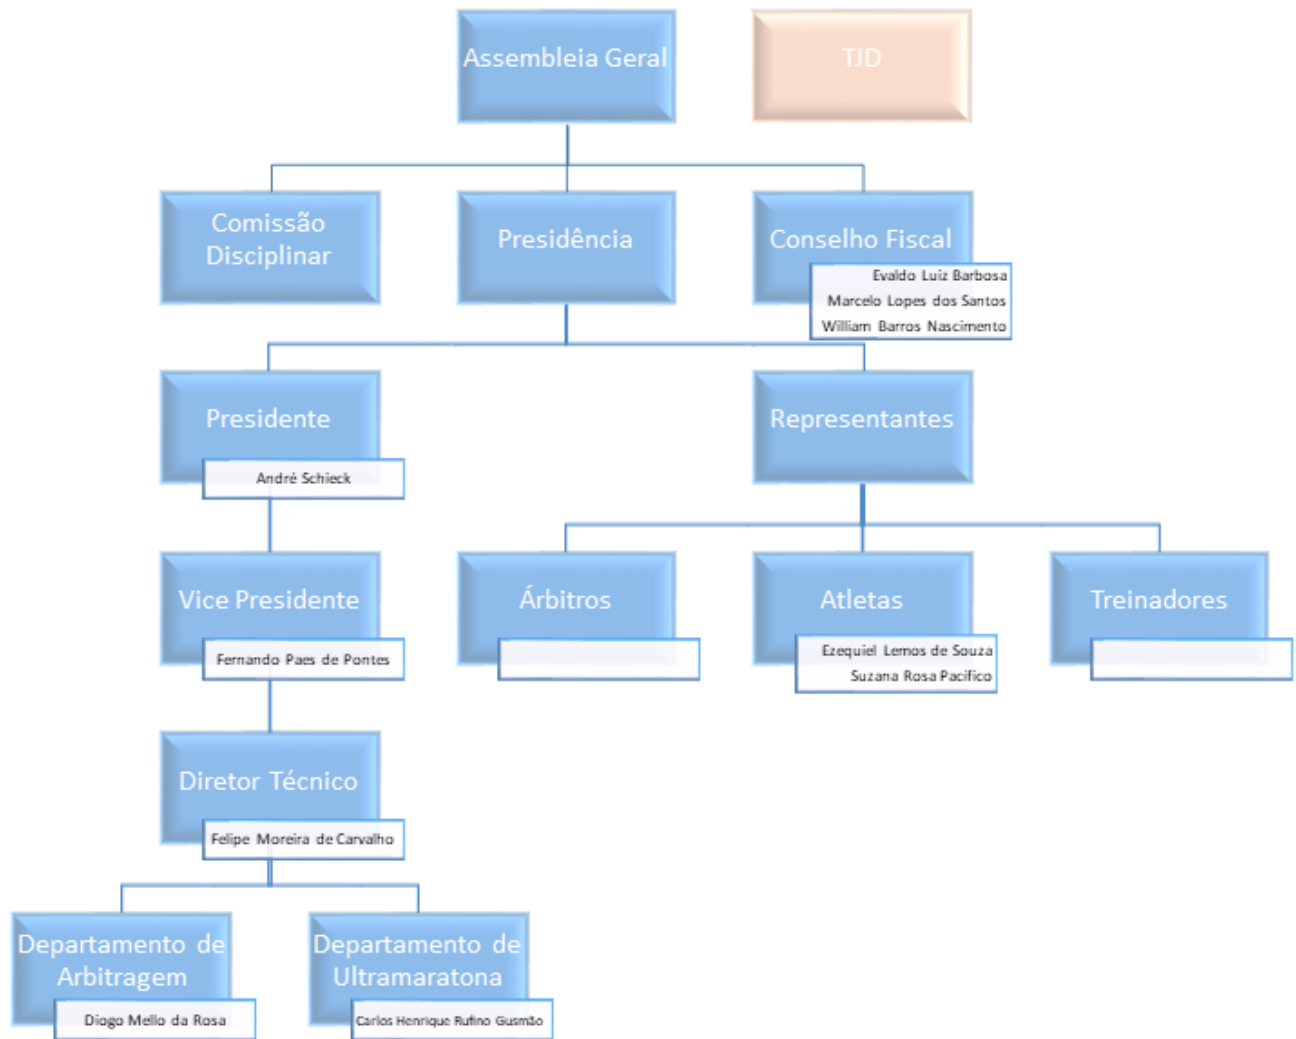 Assembleia Geral
TJD
Comissão
Disciplinar
Presidência
Conselho Fiscal
Evaldo Luiz Barbosa
Marcelo Lopes dos Santos
William Barros Nascimento
Presidente
André Schieck
Representantes
Vice Presidente
Fernando Paes de Pontes
Árbitros
Atletas
Ezequiel Lemos de Souza
Suzana Rosa Pacífico
Treinadores
Diretor Técnico
Felipe Moreira de Carvalho
Departamento de
Arbitragem
Diogo Mello da Rosa
Departamento de
Ultramaratona
Carlos Henrique Rufino Gusmão